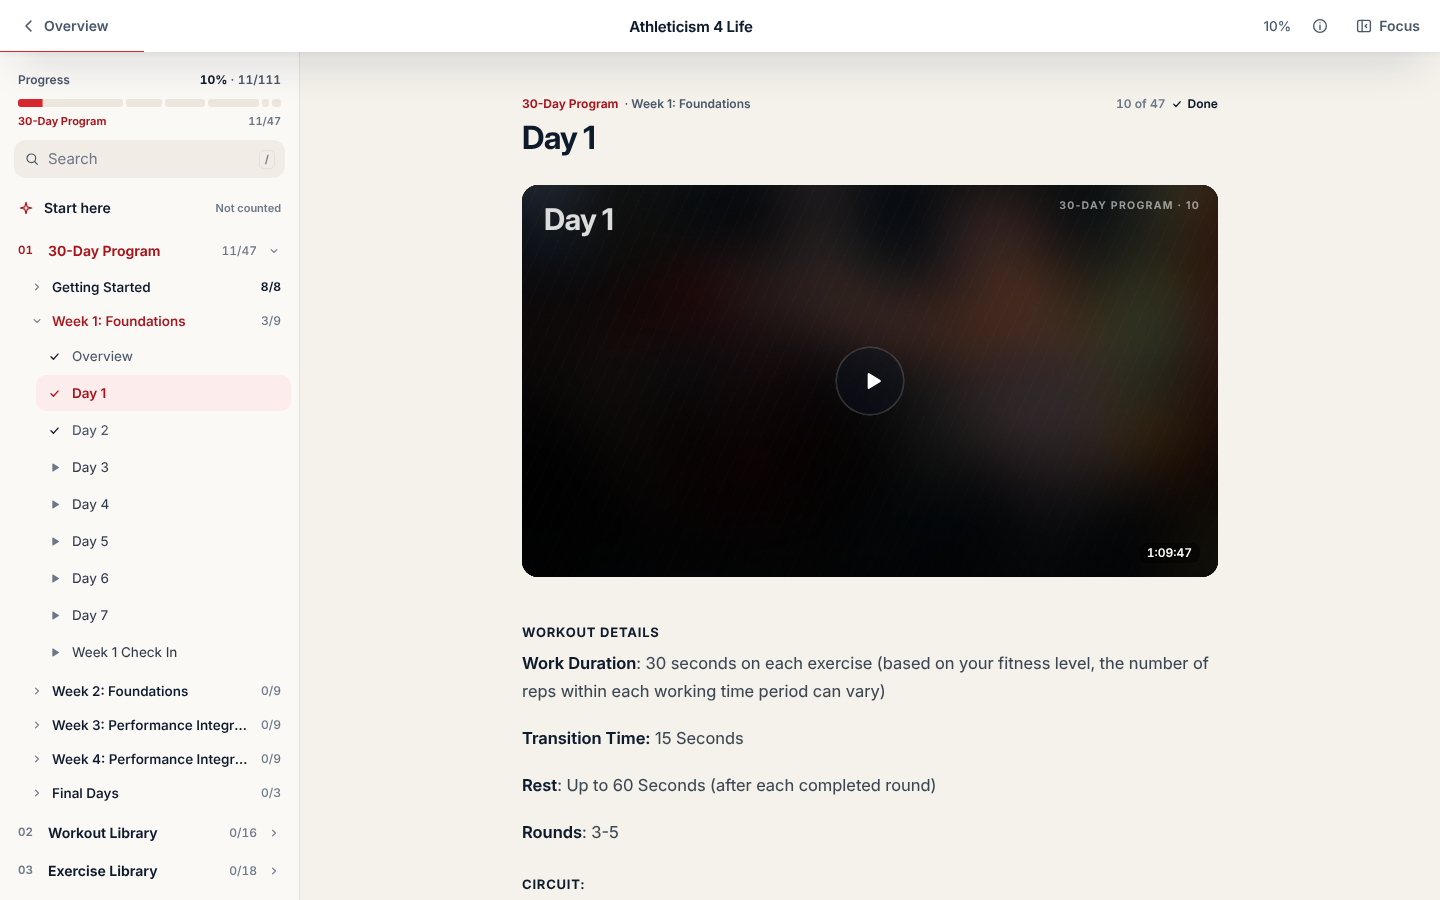 Overview
Athleticism 4 Life
10%
Focus
Progress
10% · 11/111
30-Day Program
11/47
Search
/
Start here
Not counted
01 30-Day Program 11/47
Getting Started 8/8
Week 1: Foundations 3/9
Overview
Day 1
Day 2
Day 3
Day 4
Day 5
Day 6
Day 7
Week 1 Check In
Week 2: Foundations 0/9
Week 3: Performance Integr... 0/9
Week 4: Performance Integr... 0/9
Final Days 0/3
02 Workout Library 0/16
03 Exercise Library 0/18
30-Day Program · Week 1: Foundations
10 of 47 Done
Day 1
Day 1
30-DAY PROGRAM · 10
1:09:47
WORKOUT DETAILS
Work Duration: 30 seconds on each exercise (based on your fitness level, the number of
reps within each working time period can vary)
Transition Time: 15 Seconds
Rest: Up to 60 Seconds (after each completed round)
Rounds: 3-5
CIRCUIT: